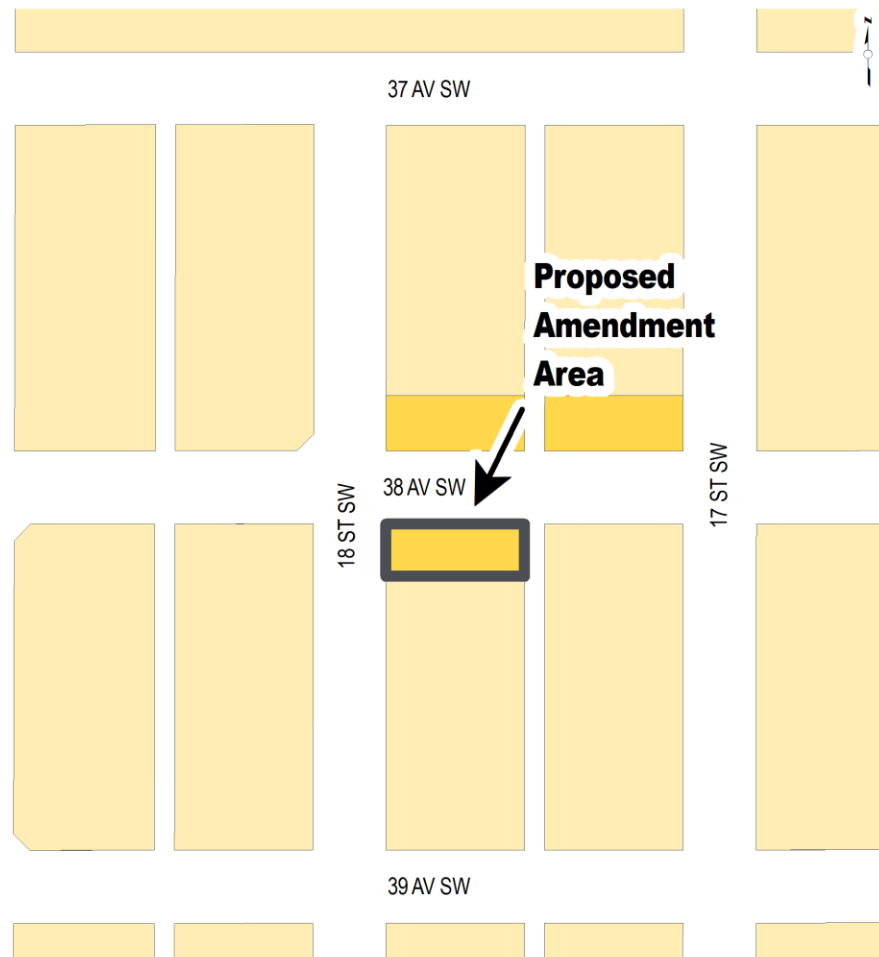 N
37 AV SW
Proposed
Amendment
Area
38 AV SW
18 ST SW
17 ST SW
39 AV SW